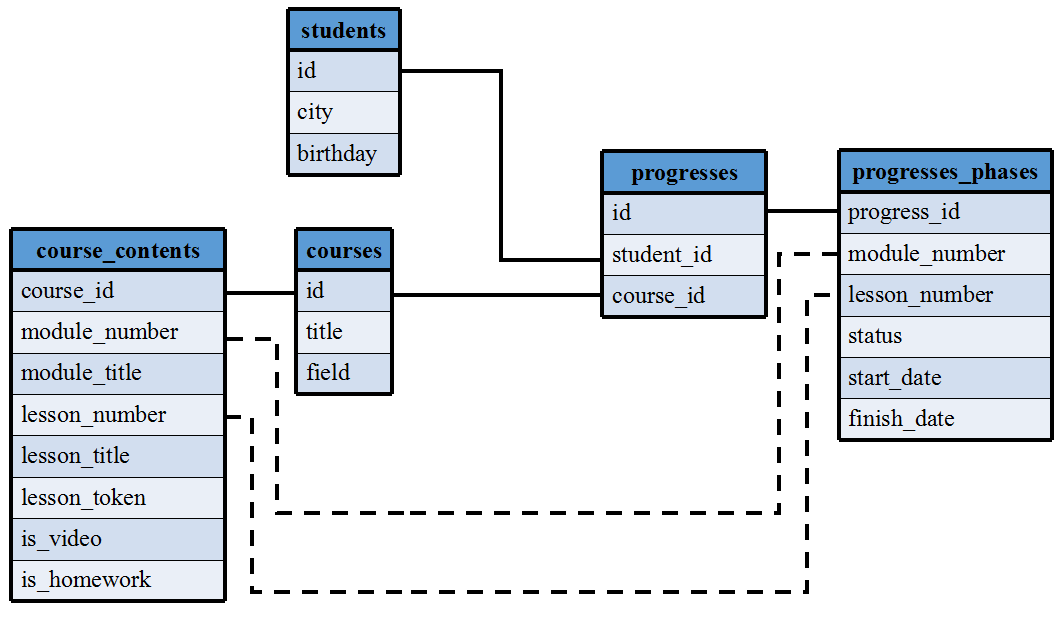 students
id
city
birthday
progresses
id
student_id
course_id
progresses_phases
progress_id
module_number
lesson_number
status
start_date
finish_date
course_contents
course_id
module_number
module_title
lesson_number
lesson_title
lesson_token
is_video
is_homework
courses
id
title
field